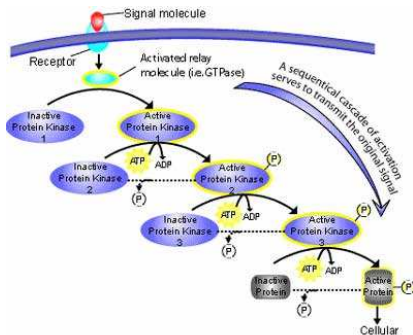 Signal molecule
Receptor
Activated relay
molecule (i.e.GTPase)
A sequentical cascade of activation
serves to transmit the original signal
Inactive
Protein Kinase
1
Active
Protein Kinase
1
ATP
ADP
Inactive
Protein Kinase
2
Active
Protein Kinase
2
P
P
ATP
ADP
Inactive
Protein Kinase
3
Active
Protein Kinase
3
P
P
ATP
ADP
Inactive
Protein
Active
Protein
P
P
Cellular